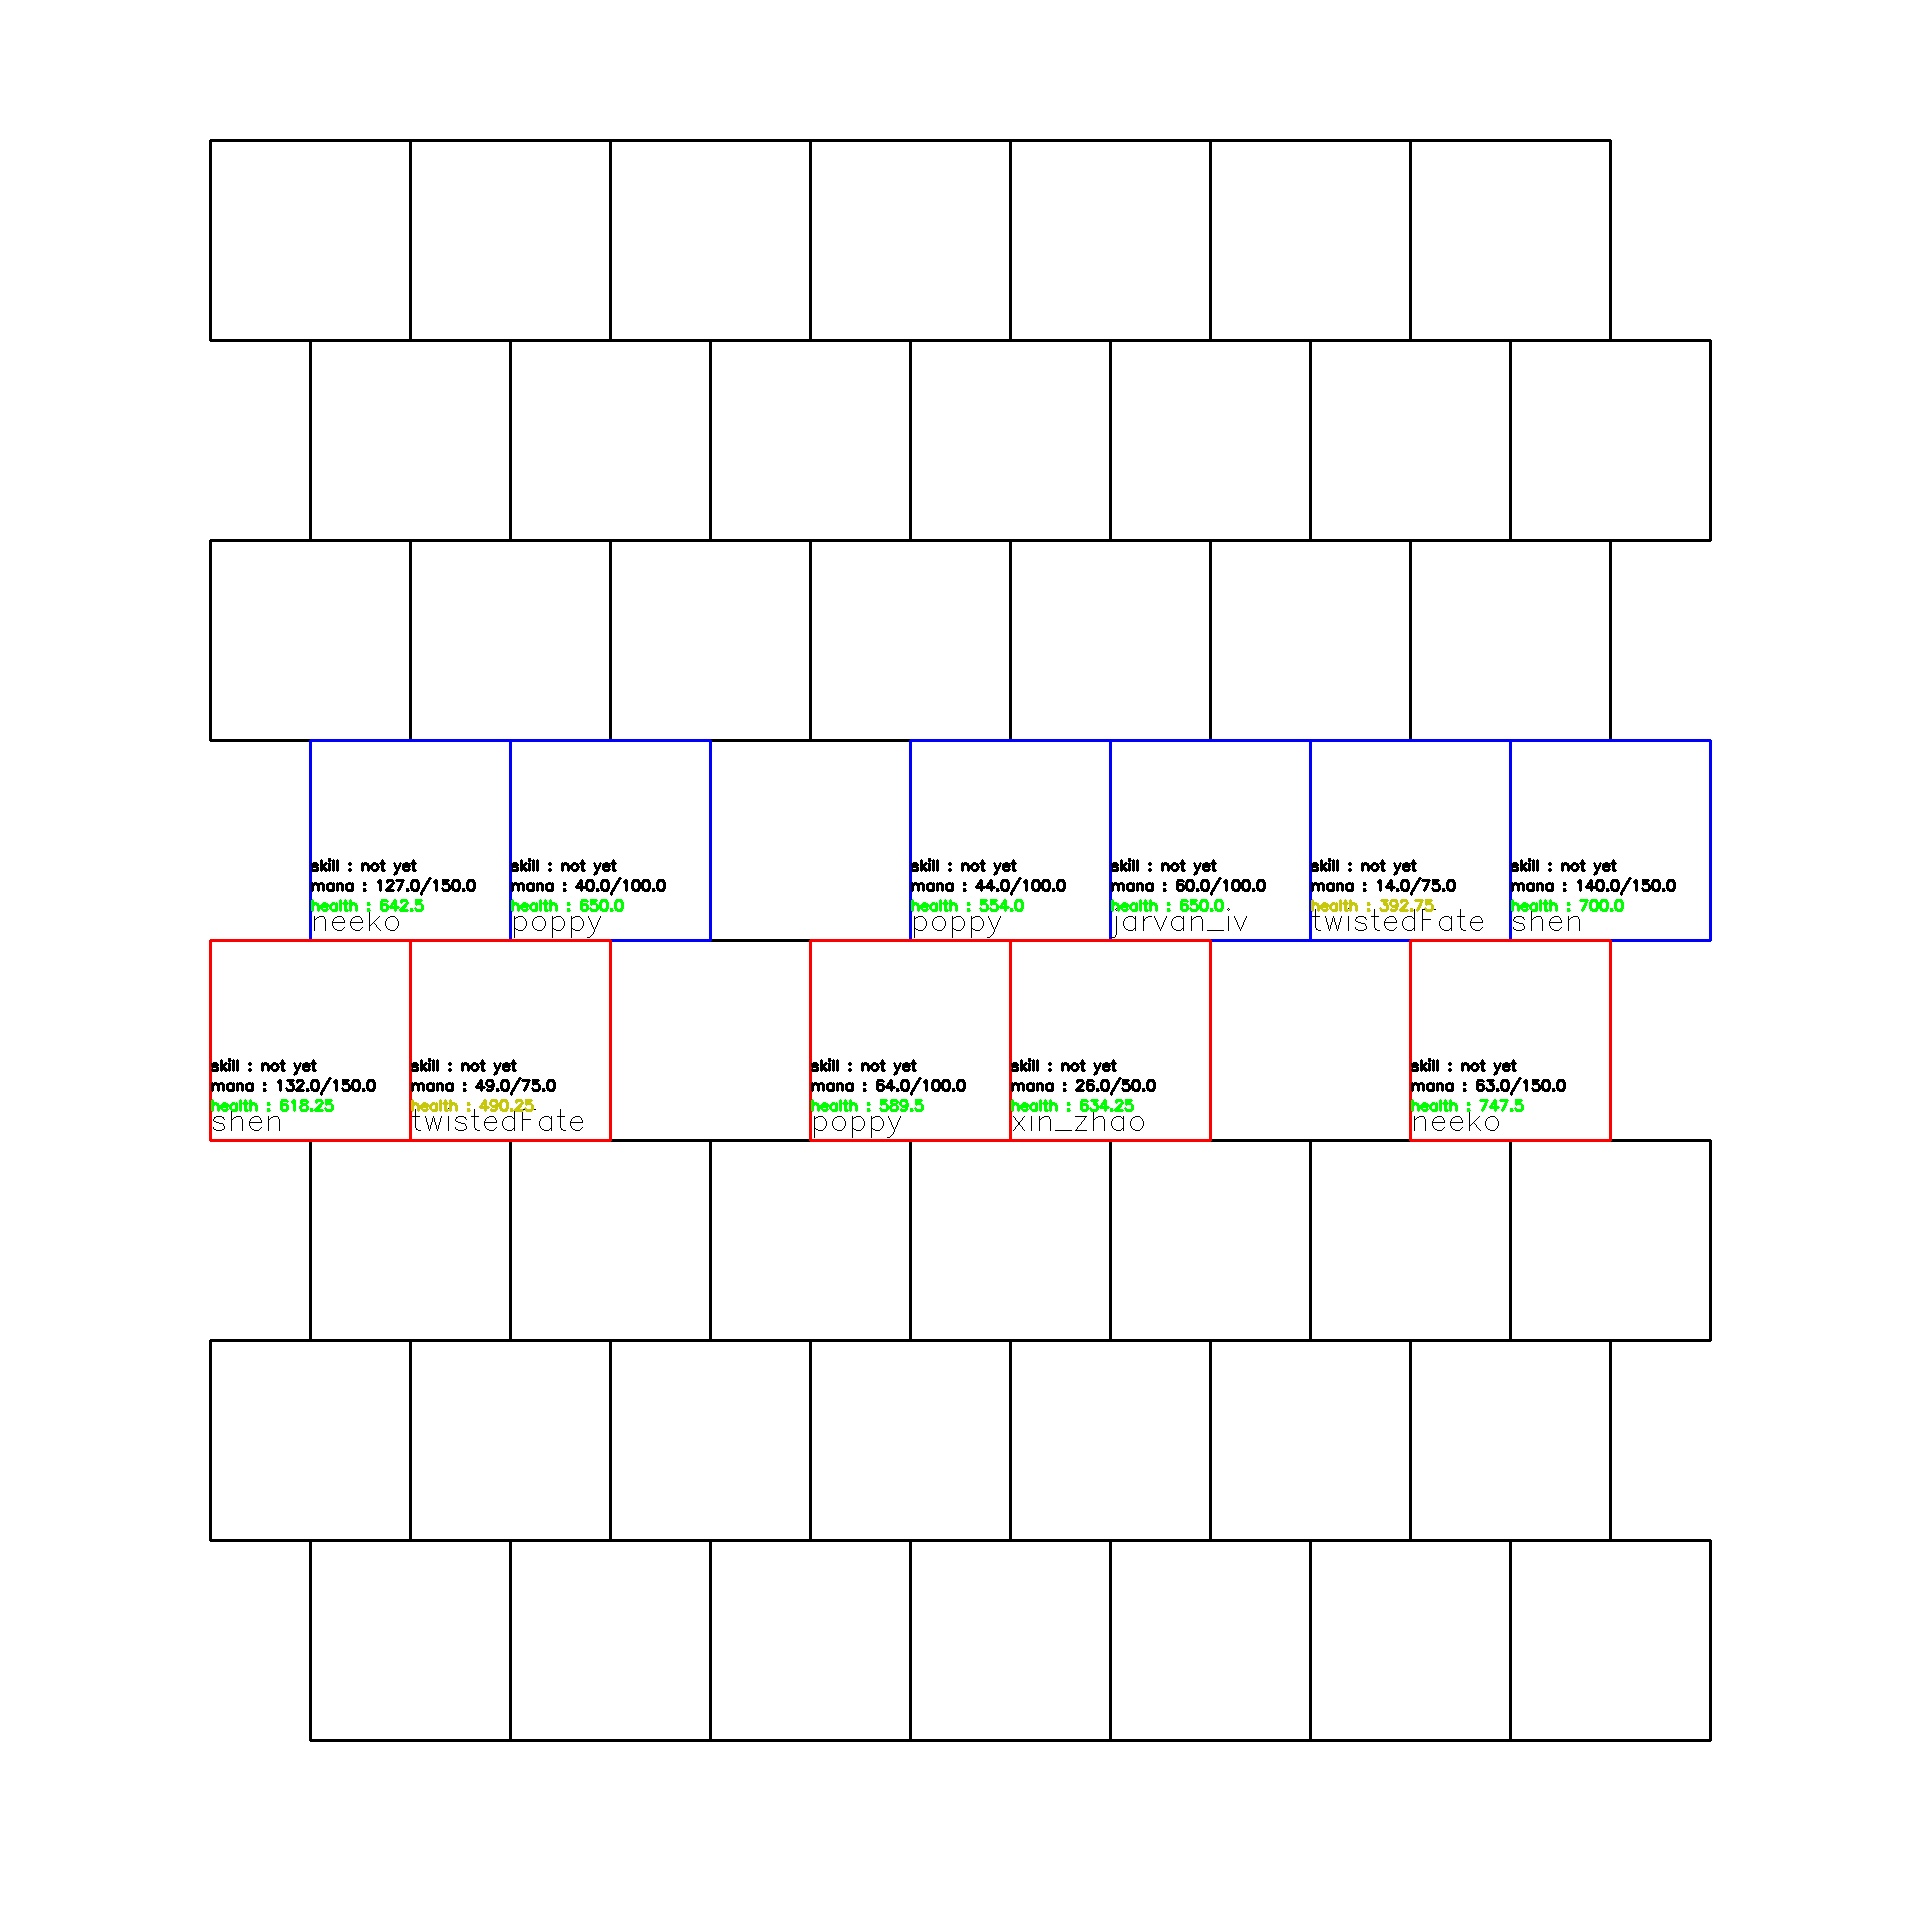 skill : not yet
mana : 127.0/150.0
health : 642.5
neeko
skill : not yet
mana : 40.0/100.0
health : 650.0
poppy
skill : not yet
mana : 44.0/100.0
health : 554.0
poppy
skill : not yet
mana : 60.0/100.0
health : 650.0
jarvan_iv
skill : not yet
mana : 14.0/75.0
health : 392.75
twistedFate
skill : not yet
mana : 140.0/150.0
health : 700.0
shen
skill : not yet
mana : 132.0/150.0
health : 618.25
shen
skill : not yet
mana : 49.0/75.0
health : 490.25
twistedFate
skill : not yet
mana : 64.0/100.0
health : 589.5
poppy
skill : not yet
mana : 26.0/50.0
health : 634.25
xin_zhao
skill : not yet
mana : 63.0/150.0
health : 747.5
neeko